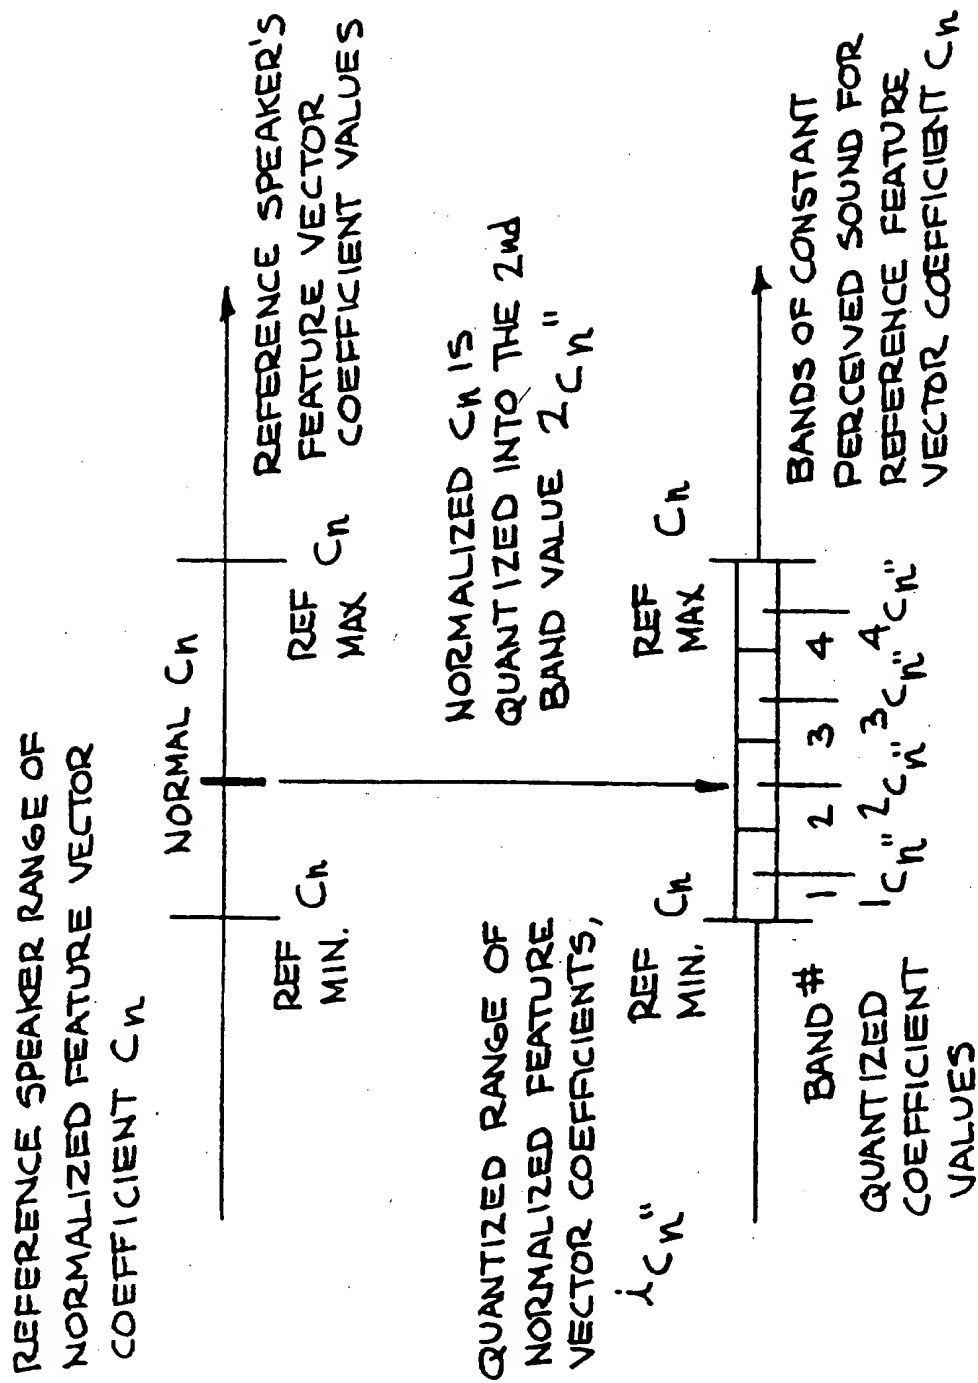 REFERENCE SPEAKER RANGE OF
NORMALIZED FEATURE VECTOR
COEFFICIENT Cn
NORMAL Cn
REF
MIN.
Cn
REF
MAX
Cn
REFERENCE SPEAKER'S
FEATURE VECTOR
COEFFICIENT VALUES
NORMALIZED Cn IS
QUANTIZED INTO THE 2nd
BAND VALUE 2Cn"
QUANTIZED RANGE OF
NORMALIZED FEATURE
VECTOR COEFFICIENTS,
iCn"
REF
MIN.
Cn
REF
MAX
Cn
BAND # 1 2 3 4
QUANTIZED
COEFFICIENT
VALUES
1Cn" 2Cn" 3Cn" 4Cn"
BANDS OF CONSTANT
PERCEIVED SOUND FOR
REFERENCE FEATURE
VECTOR COEFFICIENT Cn